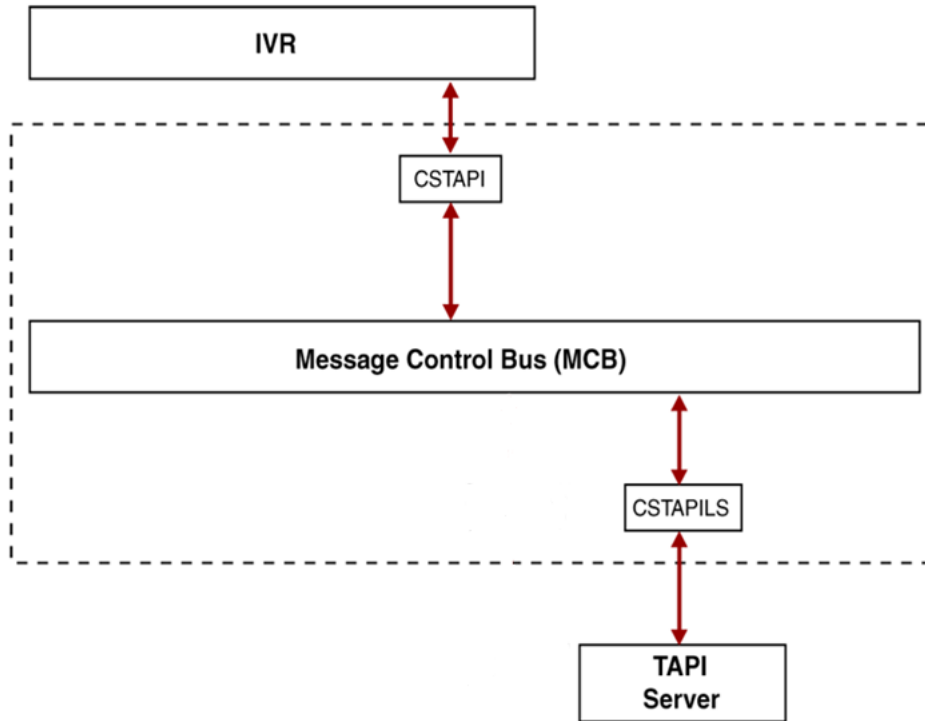 IVR
CSTAPI
Message Control Bus (MCB)
CSTAPILS
TAPI
Server